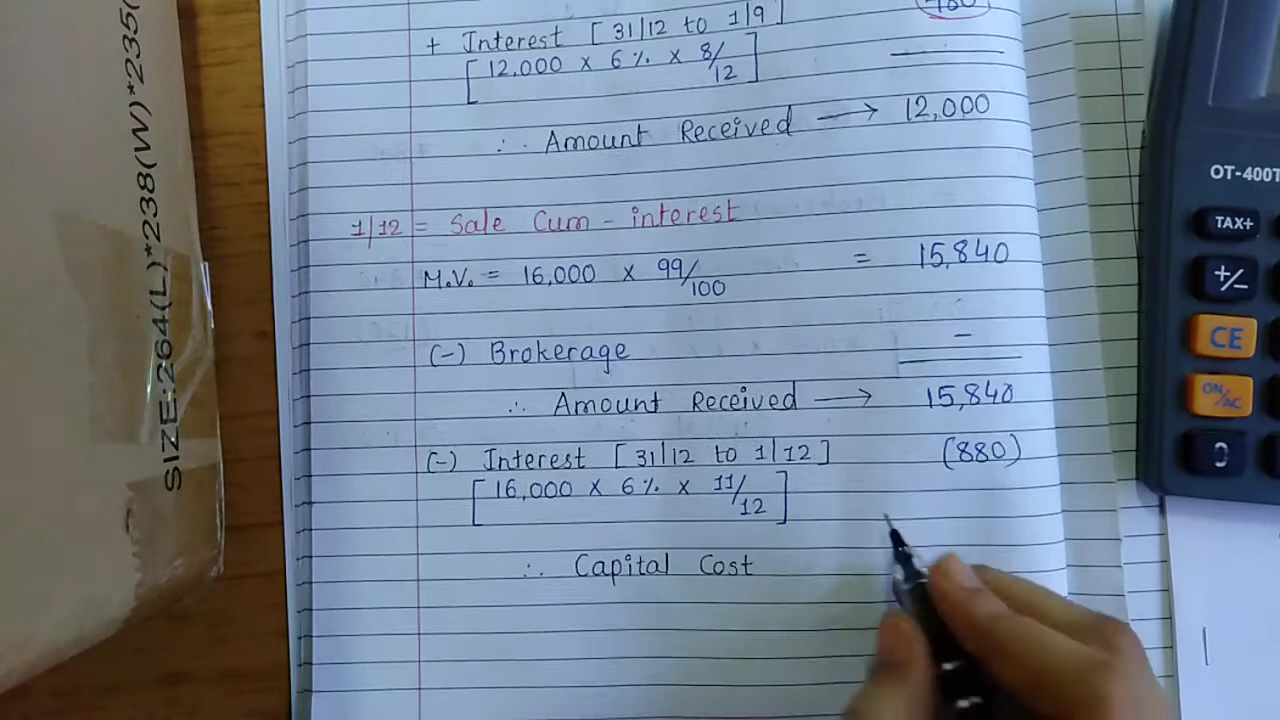 + Interest [ 31/12 to 1/9 ]
[ 12,000 x 6 % x 8/12 ]
∴ Amount Received → 12,000
1/12 = Sale Cum - interest
M.V. = 16,000 x 99/100 = 15,840
(-) Brokerage -
∴ Amount Received → 15,840
(-) Interest [ 31/12 to 1/12 ] (880)
[ 16,000 x 6 % x 11/12 ]
∴ Capital Cost
SIZE:264(L)*238(W)*235(
OT-400T
TAX+
+/-
CE
ON/AC
0